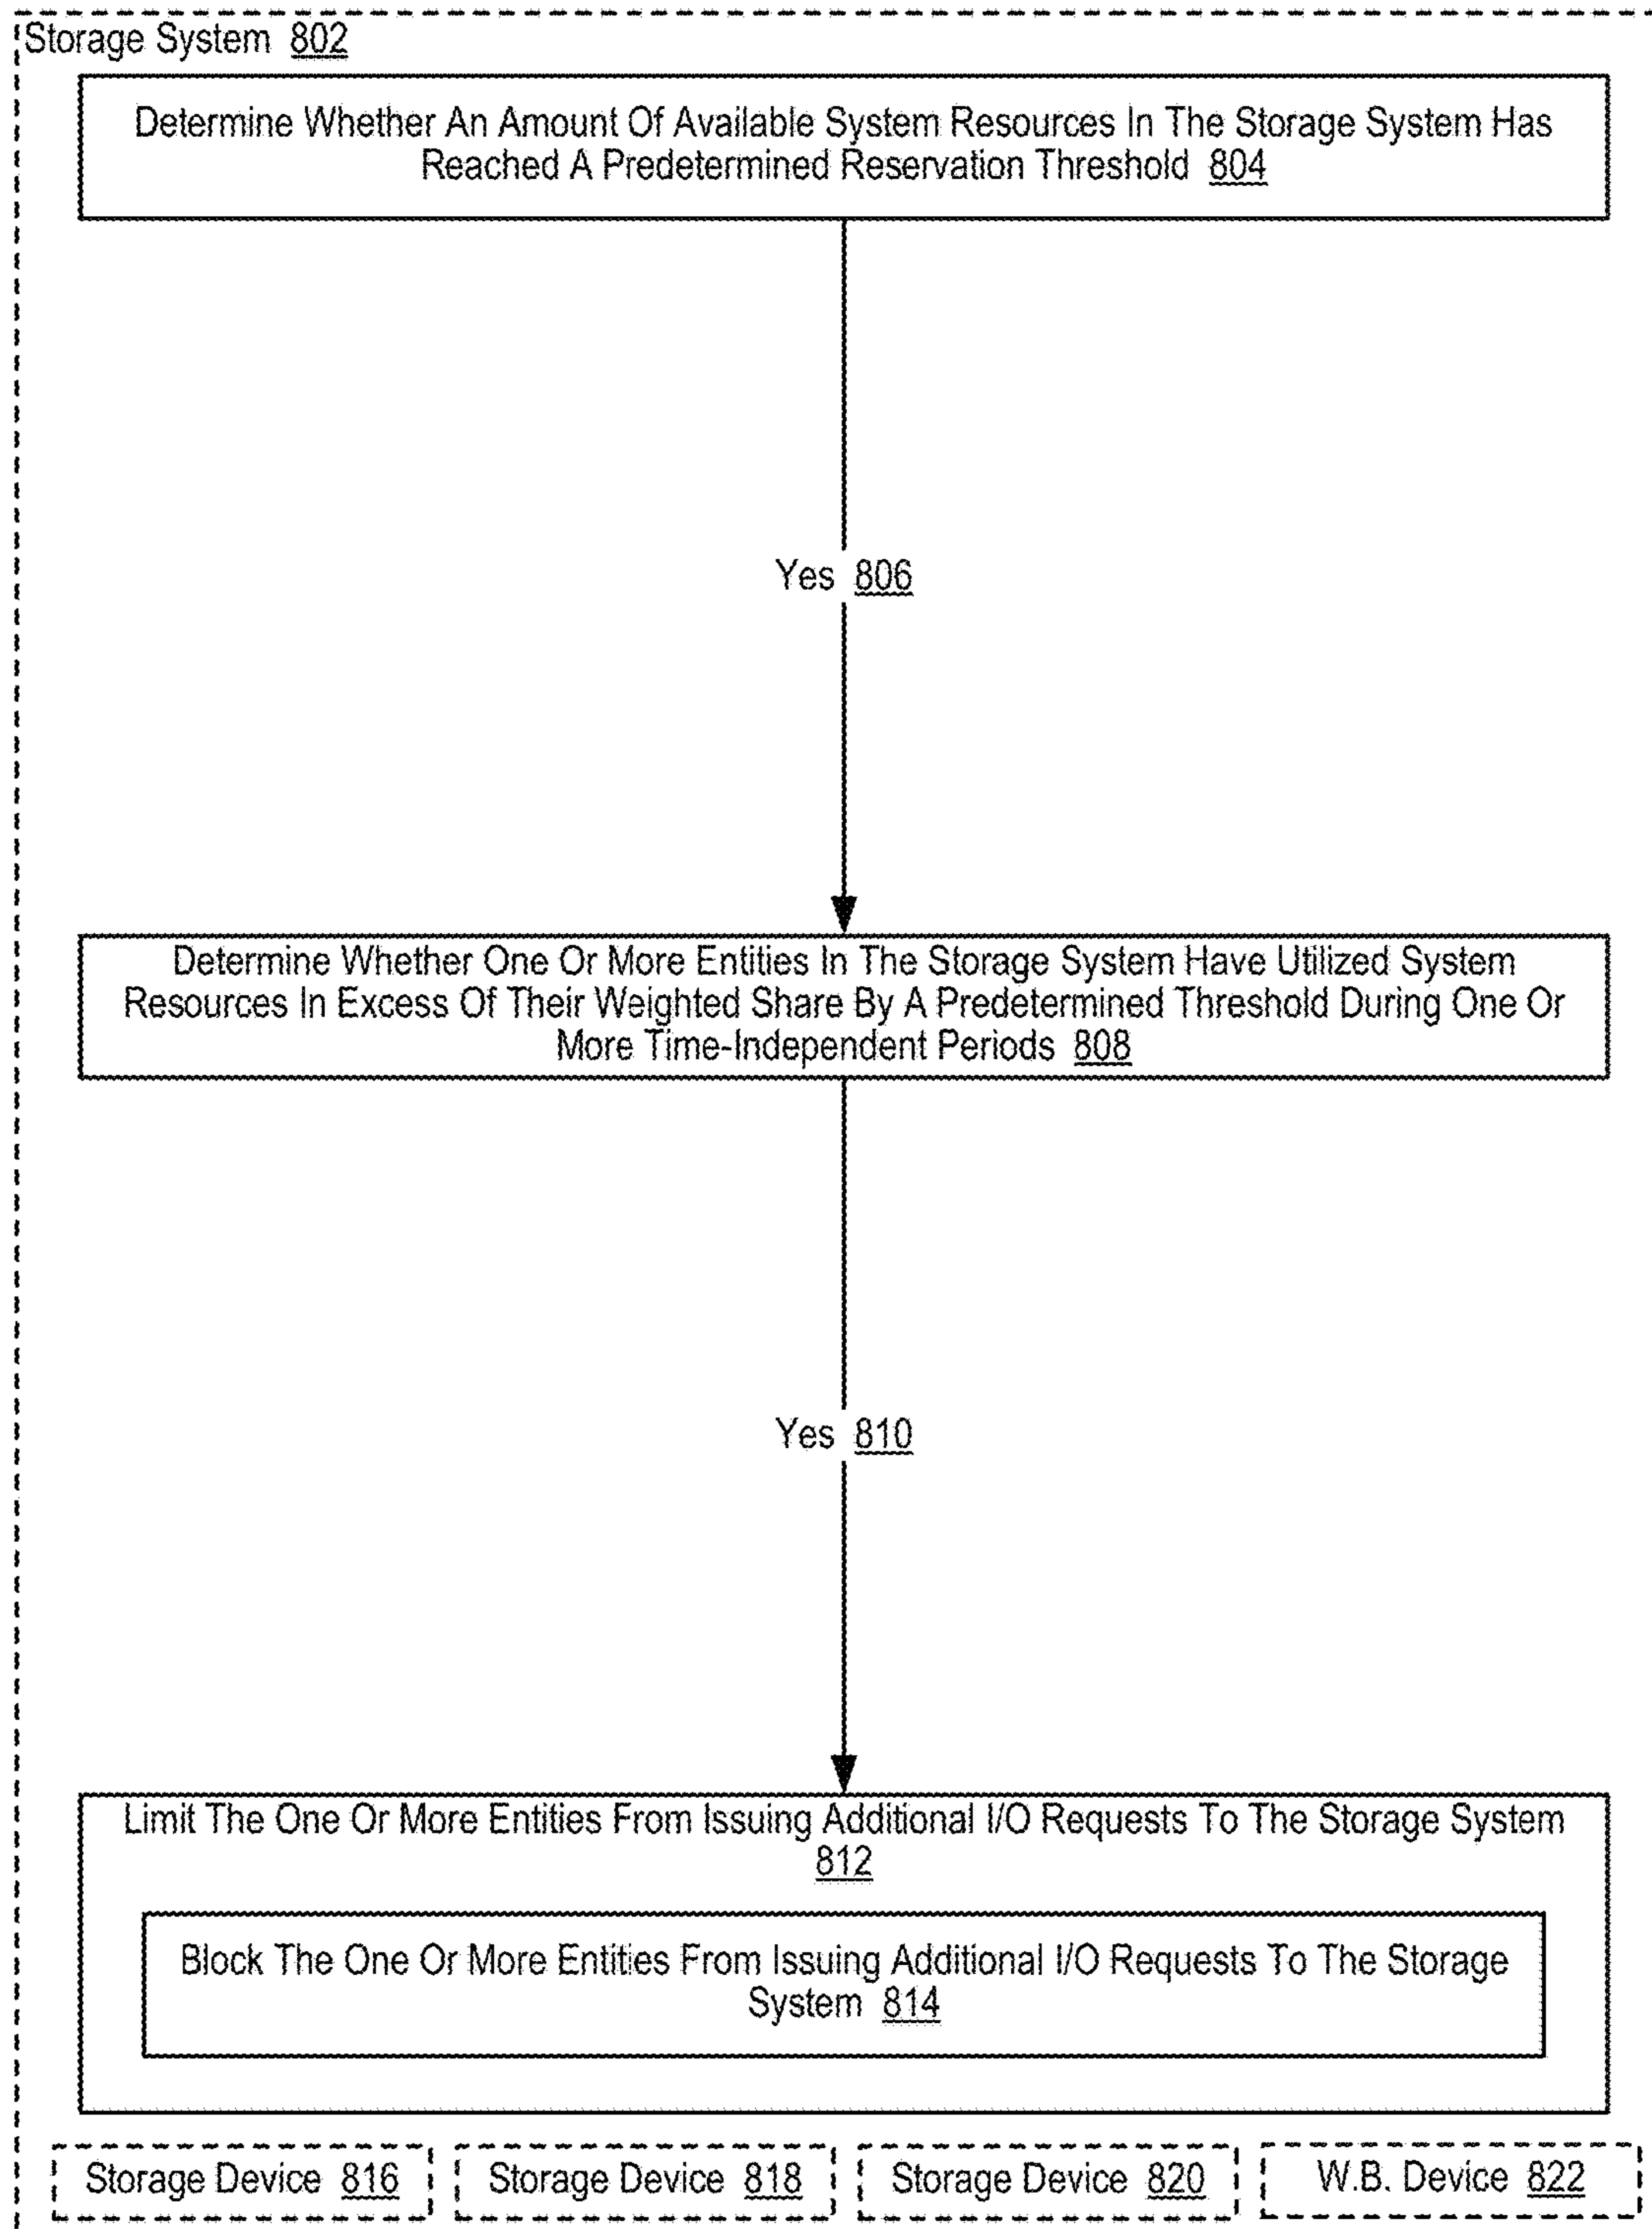 Storage System 802
Determine Whether An Amount Of Available System Resources In The Storage System Has
Reached A Predetermined Reservation Threshold 804
Yes 806
Determine Whether One Or More Entities In The Storage System Have Utilized System
Resources In Excess Of Their Weighted Share By A Predetermined Threshold During One Or
More Time-Independent Periods 808
Yes 810
Limit The One Or More Entities From Issuing Additional I/O Requests To The Storage System
812
Block The One Or More Entities From Issuing Additional I/O Requests To The Storage
System 814
Storage Device 816
Storage Device 818
Storage Device 820
W.B. Device 822